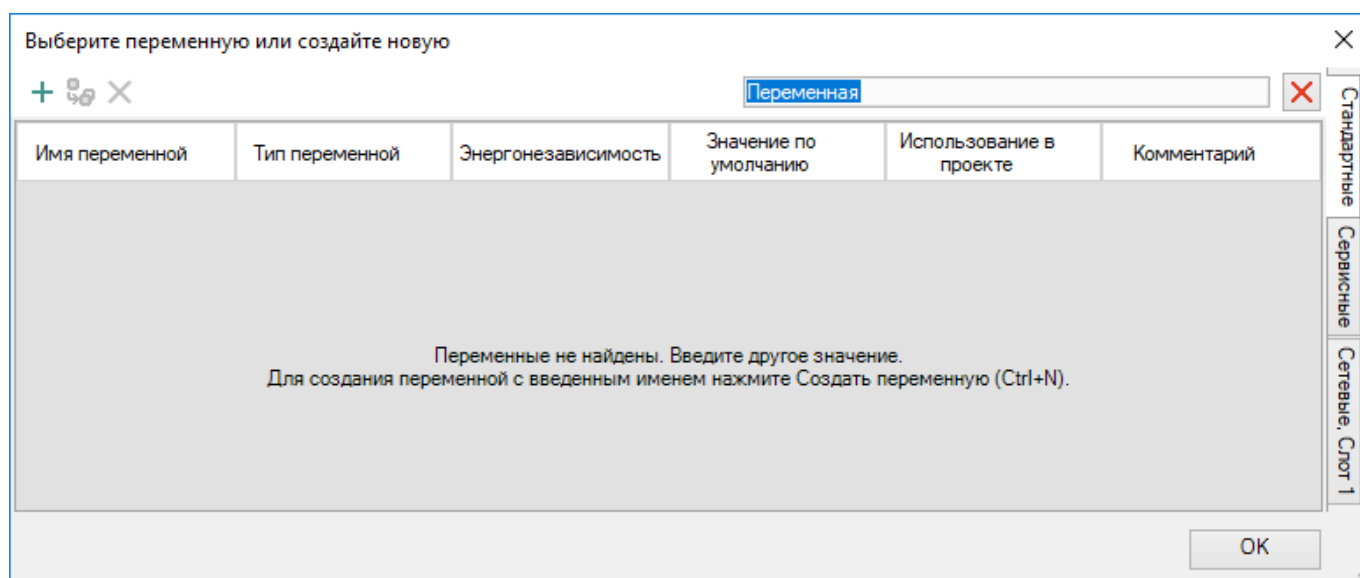 Выберите переменную или создайте новую
Переменная
Имя переменной
Тип переменной
Энергонезависимость
Значение по
умолчанию
Использование в
проекте
Комментарий
Переменные не найдены. Введите другое значение.
Для создания переменной с введенным именем нажмите Создать переменную (Ctrl+N).
Стандартные
Сервисные
Сетевые, Слот 1
OK